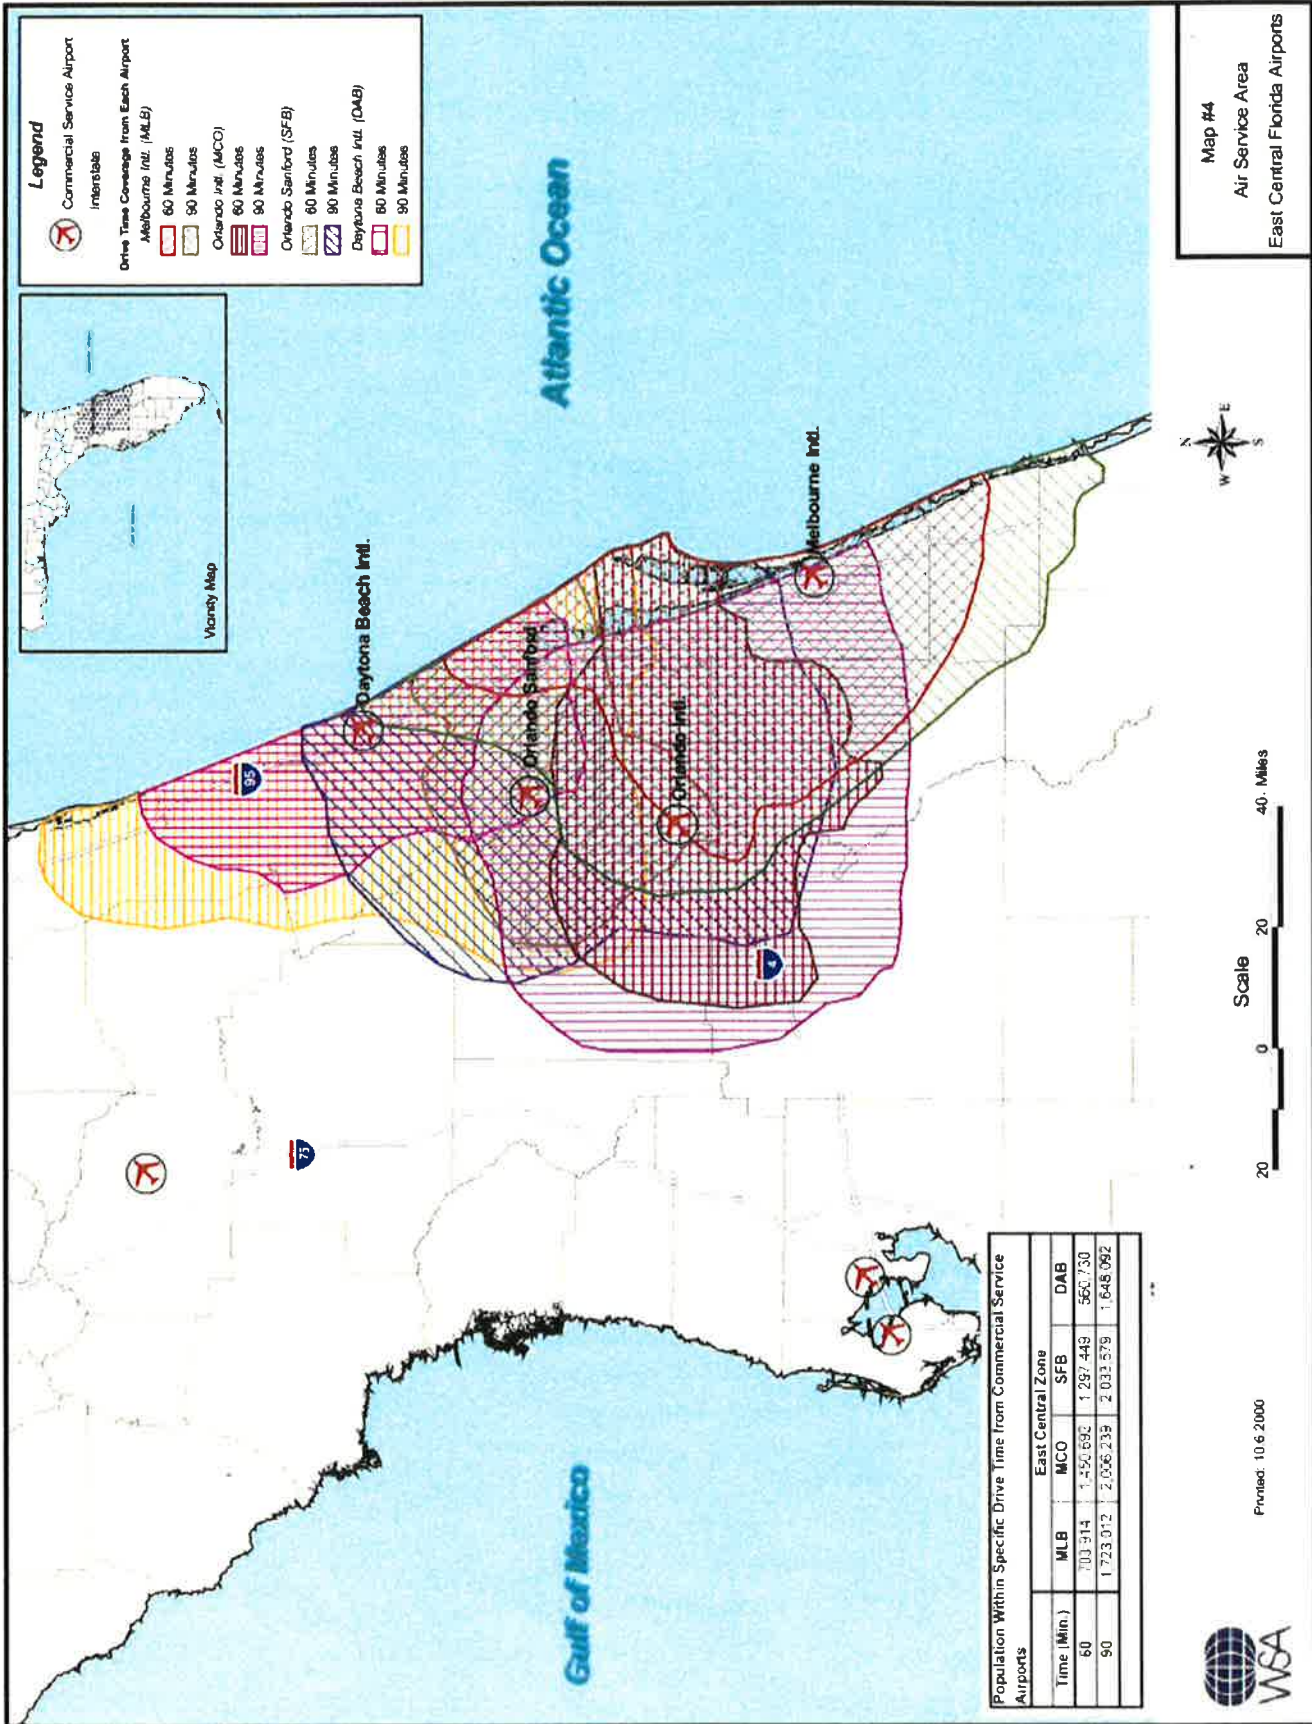 Legend
Commercial Service Airport
Interstate
Drive Time Coverage from Each Airport
Melbourne Intl. (MLB)
60 Minutes
90 Minutes
Orlando Intl. (MCO)
60 Minutes
90 Minutes
Orlando Sanford (SFB)
60 Minutes
90 Minutes
Daytona Beach Intl. (DAB)
60 Minutes
90 Minutes
Vicinity Map
Atlantic Ocean
Gulf of Mexico
Daytona Beach Intl.
Orlando Sanford
Orlando Intl.
Melbourne Intl.
95
75
4
Population Within Specific Drive Time from Commercial Service
Airports
East Central Zone
Time (Min.) MLB MCO SFB DAB
60 703 914 1,450 692 1 297 449 560,730
90 1 723 012 2,006,239 2 033 579 1,648,092
Scale
20 0 20 40 Miles
N
W E
S
Printed: 10 6 2000
WSA
Map #4
Air Service Area
East Central Florida Airports